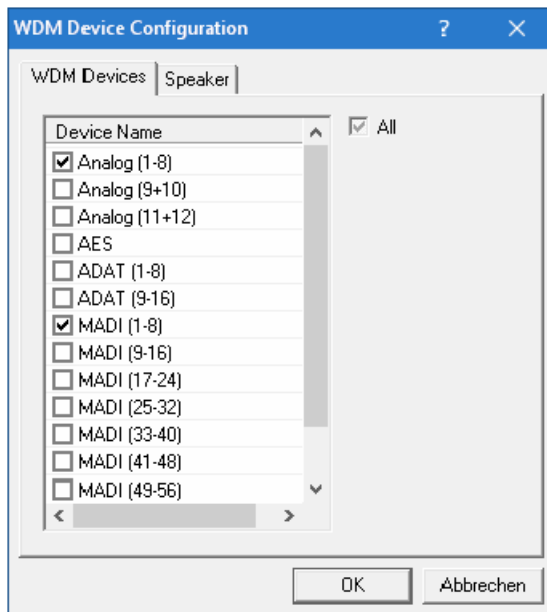 WDM Device Configuration ?
WDM Devices Speaker
Device Name
All
Analog (1-8)
Analog (9+10)
Analog (11+12)
AES
ADAT (1-8)
ADAT (9-16)
MADI (1-8)
MADI (9-16)
MADI (17-24)
MADI (25-32)
MADI (33-40)
MADI (41-48)
MADI (49-56)
OK Abbrechen